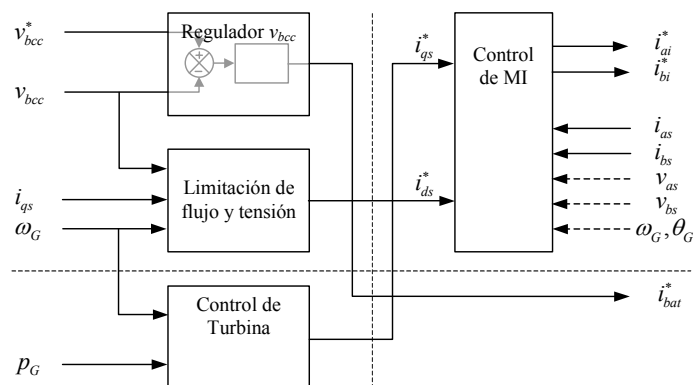 v*bcc
Regulador vbcc
+
−
vbcc
i*qs
Control
de MI
i*ai
i*bi
ias
ibs
vas
vbs
ωG, θG
Limitación de
flujo y tensión
i*ds
iqs
ωG
Control de
Turbina
i*bat
pG